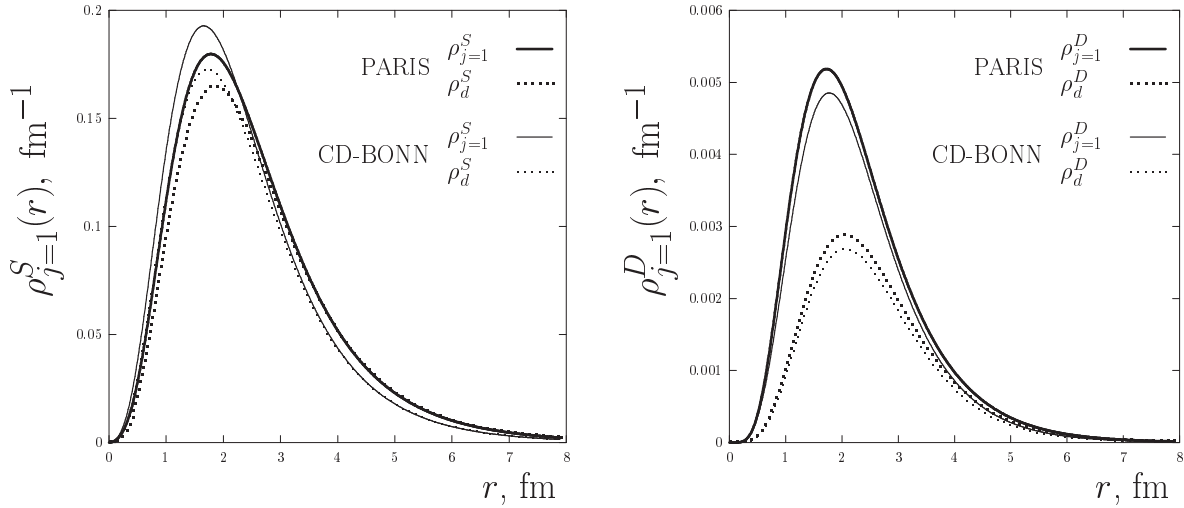 0.2
0.15
0.1
0.05
0
0 1 2 3 4 5 6 7 8
ρ^S_{j=1}(r), fm^{−1}
r, fm
PARIS
ρ^S_{j=1}
ρ^S_d
CD-BONN
ρ^S_{j=1}
ρ^S_d
0.006
0.005
0.004
0.003
0.002
0.001
0
0 1 2 3 4 5 6 7 8
ρ^D_{j=1}(r), fm^{−1}
r, fm
PARIS
ρ^D_{j=1}
ρ^D_d
CD-BONN
ρ^D_{j=1}
ρ^D_d